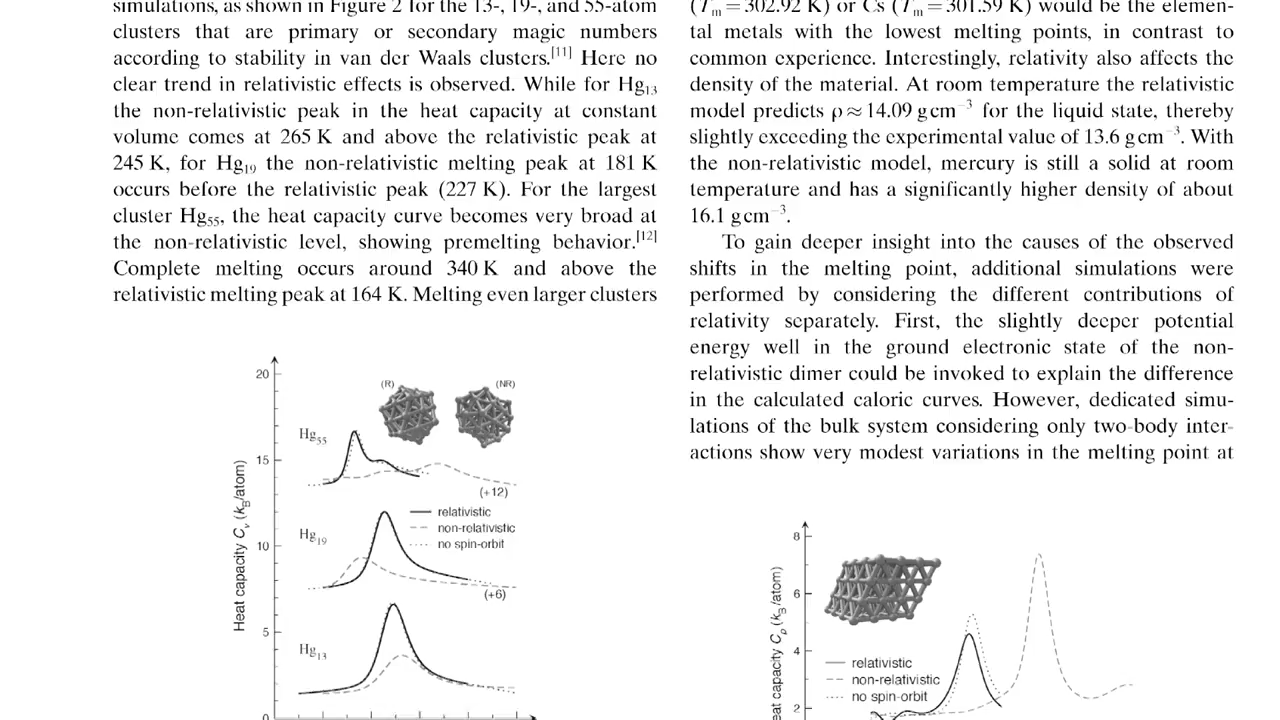 simulations, as shown in Figure 2 for the 13-, 19-, and 55-atom
clusters that are primary or secondary magic numbers
according to stability in van der Waals clusters.[11] Here no
clear trend in relativistic effects is observed. While for Hg13
the non-relativistic peak in the heat capacity at constant
volume comes at 265 K and above the relativistic peak at
245 K, for Hg19 the non-relativistic melting peak at 181 K
occurs before the relativistic peak (227 K). For the largest
cluster Hg55, the heat capacity curve becomes very broad at
the non-relativistic level, showing premelting behavior.[12]
Complete melting occurs around 340 K and above the
relativistic melting peak at 164 K. Melting even larger clusters
20
15
10
5
0
Heat capacity Cv (kB/atom)
(R)
(NR)
Hg55
(+12)
relativistic
non-relativistic
no spin-orbit
Hg19
(+6)
Hg13
(Tm = 302.92 K) or Cs (Tm = 301.59 K) would be the elemen-
tal metals with the lowest melting points, in contrast to
common experience. Interestingly, relativity also affects the
density of the material. At room temperature the relativistic
model predicts ρ ≈ 14.09 g cm−3 for the liquid state, thereby
slightly exceeding the experimental value of 13.6 g cm−3. With
the non-relativistic model, mercury is still a solid at room
temperature and has a significantly higher density of about
16.1 g cm−3.
To gain deeper insight into the causes of the observed
shifts in the melting point, additional simulations were
performed by considering the different contributions of
relativity separately. First, the slightly deeper potential
energy well in the ground electronic state of the non-
relativistic dimer could be invoked to explain the difference
in the calculated caloric curves. However, dedicated simu-
lations of the bulk system considering only two-body inter-
actions show very modest variations in the melting point at
8
6
4
2
eat capacity Cp (kB/atom)
relativistic
non-relativistic
no spin-orbit